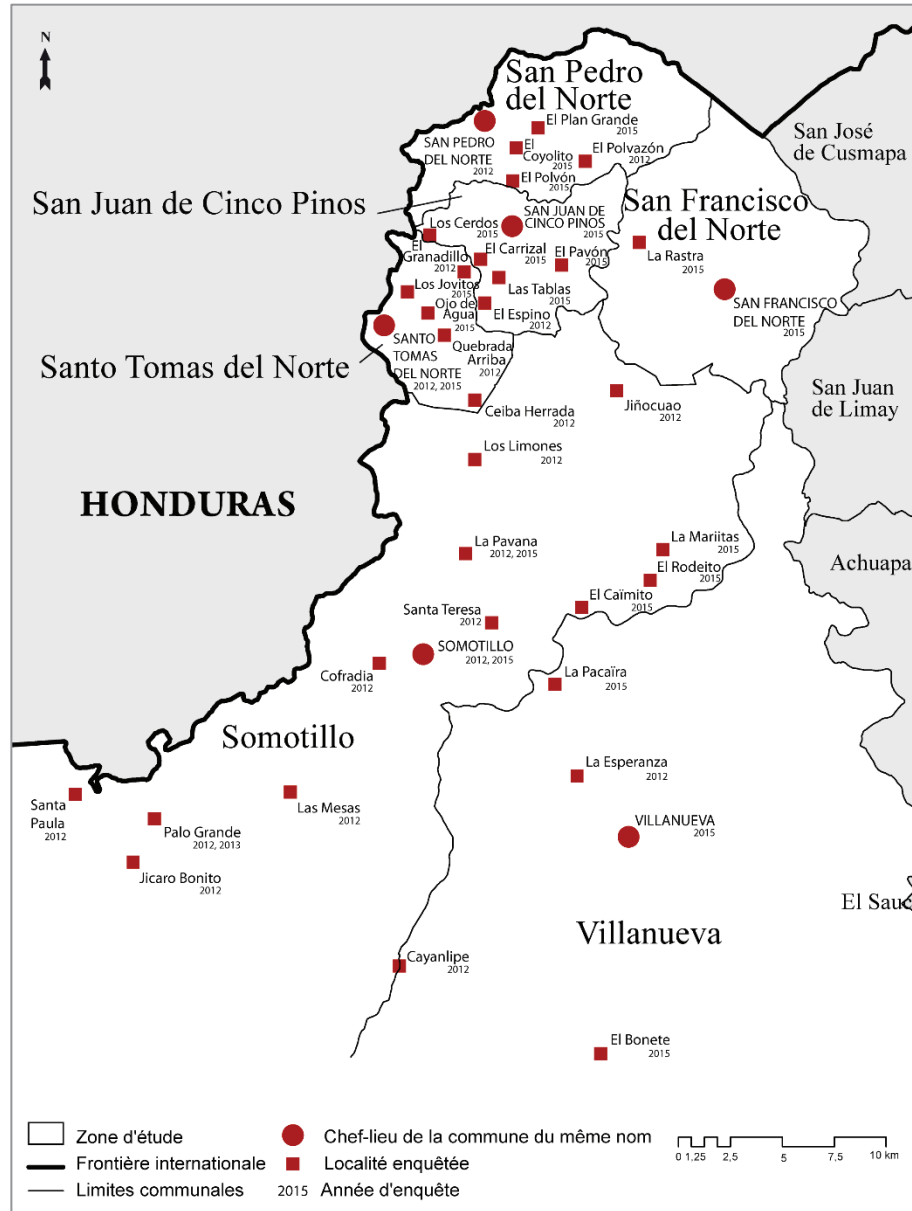 N
San Pedro
del Norte
El Plan Grande
2015
SAN PEDRO
DEL NORTE
2012
El
Coyolito
2015
El Polvazón
2012
El Polvón
2015
San José
de Cusmapa
San Juan de Cinco Pinos
Los Cerdos
2015
SAN JUAN DE
CINCO PINOS
2015
San Francisco
del Norte
El
Granadillo
2012
El Carrizal
2015
El Pavón
2015
La Rastra
2015
Los Jovitos
2015
Las Tablas
2015
Ojo de
Agua
2015
El Espino
2012
SAN FRANCISCO
DEL NORTE
2015
SANTO
TOMAS
DEL NORTE
2012, 2015
Quebrada
Arriba
2012
Santo Tomas del Norte
San Juan
de Limay
Ceiba Herrada
2012
Jiñocuao
2012
Los Limones
2012
HONDURAS
La Pavana
2012, 2015
La Mariitas
2015
El Rodeito
2015
Achuapa
El Caïmito
2015
Santa Teresa
2012
SOMOTILLO
2012, 2015
Cofradia
2012
La Pacaïra
2015
Somotillo
La Esperanza
2012
Santa
Paula
2012
Las Mesas
2012
Palo Grande
2012, 2013
VILLANUEVA
2015
Jicaro Bonito
2012
El Sauc
Villanueva
Cayanlipe
2012
El Bonete
2015
Zone d'étude
Chef-lieu de la commune du même nom
Frontière internationale
Localité enquêtée
Limites communales
2015 Année d'enquête
0 1,25 2,5 5 7,5 10 km